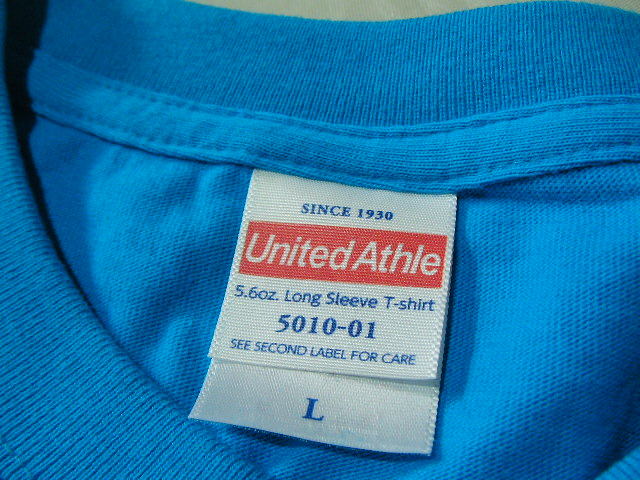 SINCE 1930
United Athle
5.6oz. Long Sleeve T-shirt
5010-01
SEE SECOND LABEL FOR CARE
L